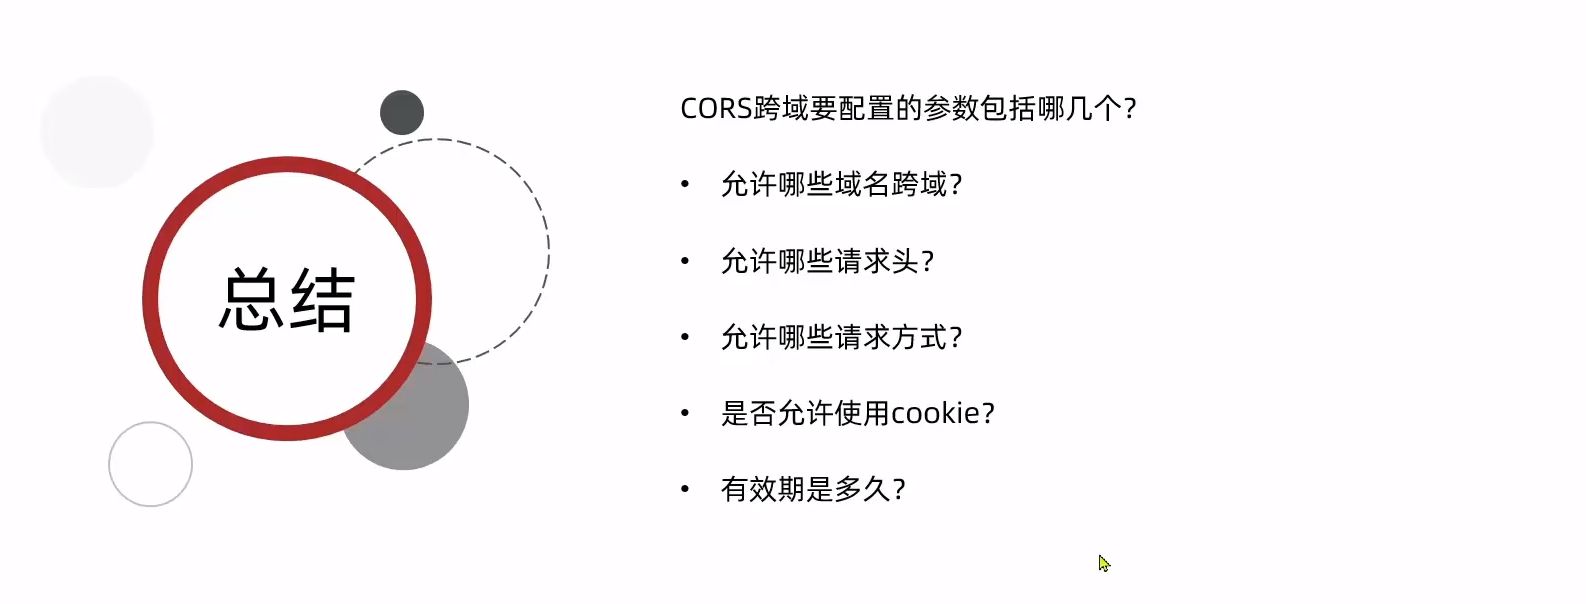 总结
CORS跨域要配置的参数包括哪几个？
• 允许哪些域名跨域？
• 允许哪些请求头？
• 允许哪些请求方式？
• 是否允许使用cookie？
• 有效期是多久？